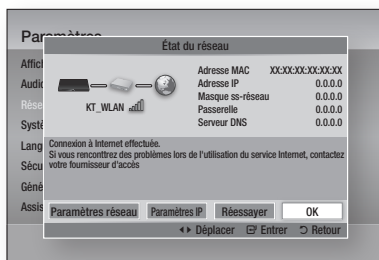 Paramètres
État du réseau
Affich
Audio
Rése
Systè
Lang
Sécu
Géné
Assis
KT_WLAN
Adresse MAC XX:XX:XX:XX:XX:XX
Adresse IP 0.0.0.0
Masque ss-réseau 0.0.0.0
Passerelle 0.0.0.0
Serveur DNS 0.0.0.0
Connexion à Internet effectuée.
Si vous renconttrez des problèmes lors de l'utilisation du service Internet, contactez
votre fournisseur d'accès
Paramètres réseau Paramètres IP Réessayer OK
Déplacer Entrer Retour